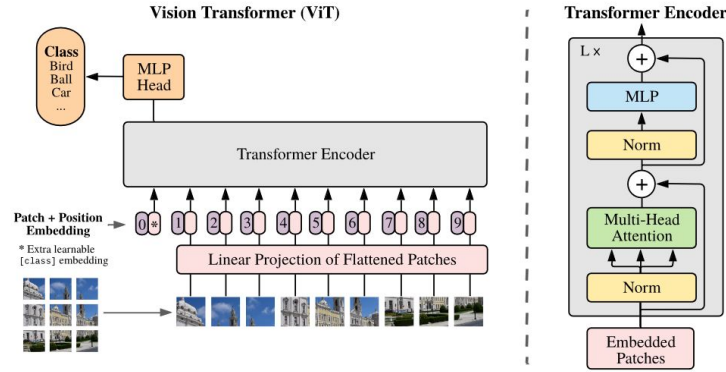 Vision Transformer (ViT)
Class
Bird
Ball
Car
...
MLP
Head
Transformer Encoder
Patch + Position
Embedding
* Extra learnable
[class] embedding
0 * 1 2 3 4 5 6 7 8 9
Linear Projection of Flattened Patches
Transformer Encoder
L ×
+
MLP
Norm
+
Multi-Head
Attention
Norm
Embedded
Patches